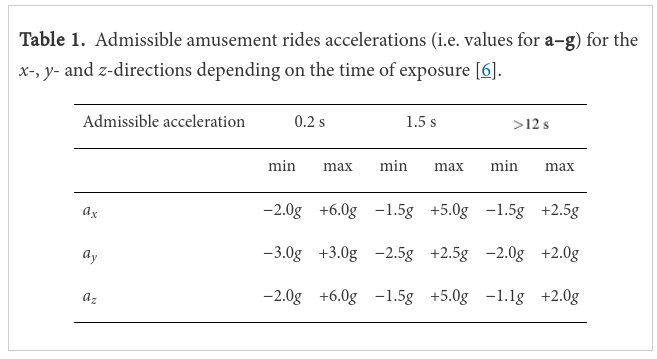 Table 1. Admissible amusement rides accelerations (i.e. values for a–g) for the
x-, y- and z-directions depending on the time of exposure [6].
Admissible acceleration 0.2 s 1.5 s >12 s
min max min max min max
ax −2.0g +6.0g −1.5g +5.0g −1.5g +2.5g
ay −3.0g +3.0g −2.5g +2.5g −2.0g +2.0g
az −2.0g +6.0g −1.5g +5.0g −1.1g +2.0g